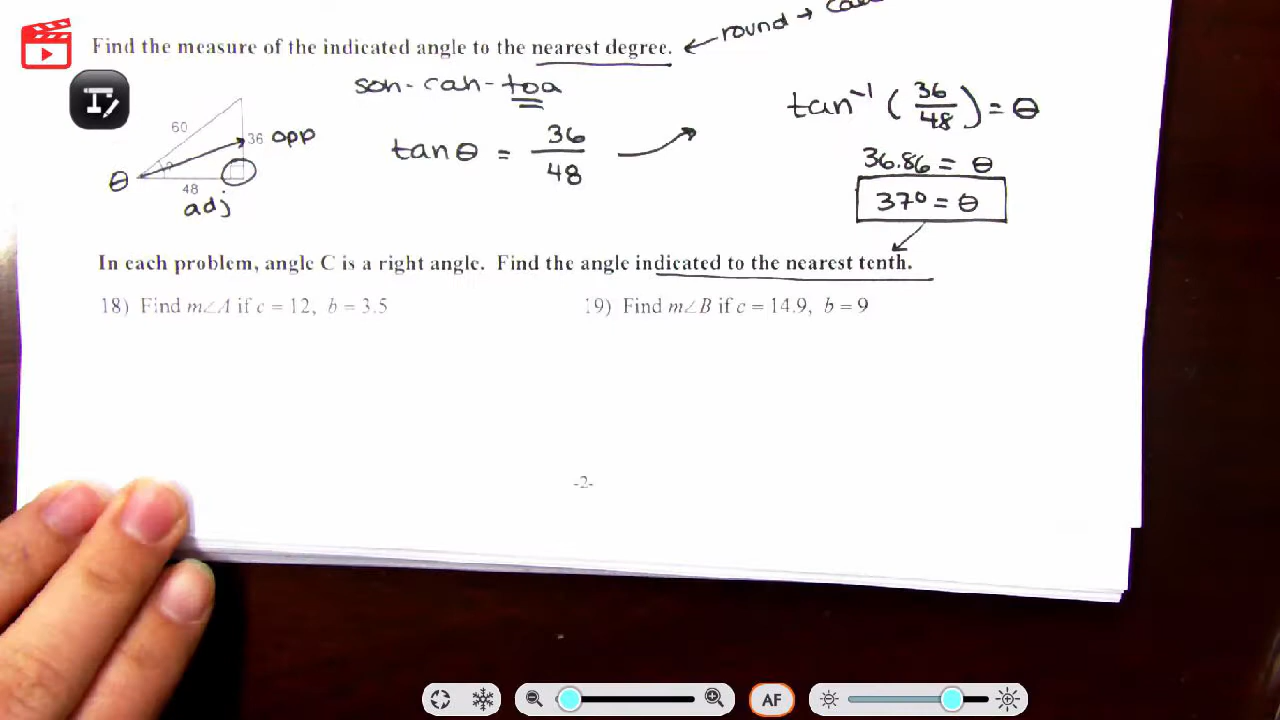 round →
Find the measure of the indicated angle to the nearest degree.
soh-cah-toa
60
36 opp
θ
48
adj
tan θ = 36/48
tan⁻¹ (36/48) = θ
36.86 = θ
37° = θ
In each problem, angle C is a right angle. Find the angle indicated to the nearest tenth.
18) Find m∠A if c = 12, b = 3.5
19) Find m∠B if c = 14.9, b = 9
-2-
AF